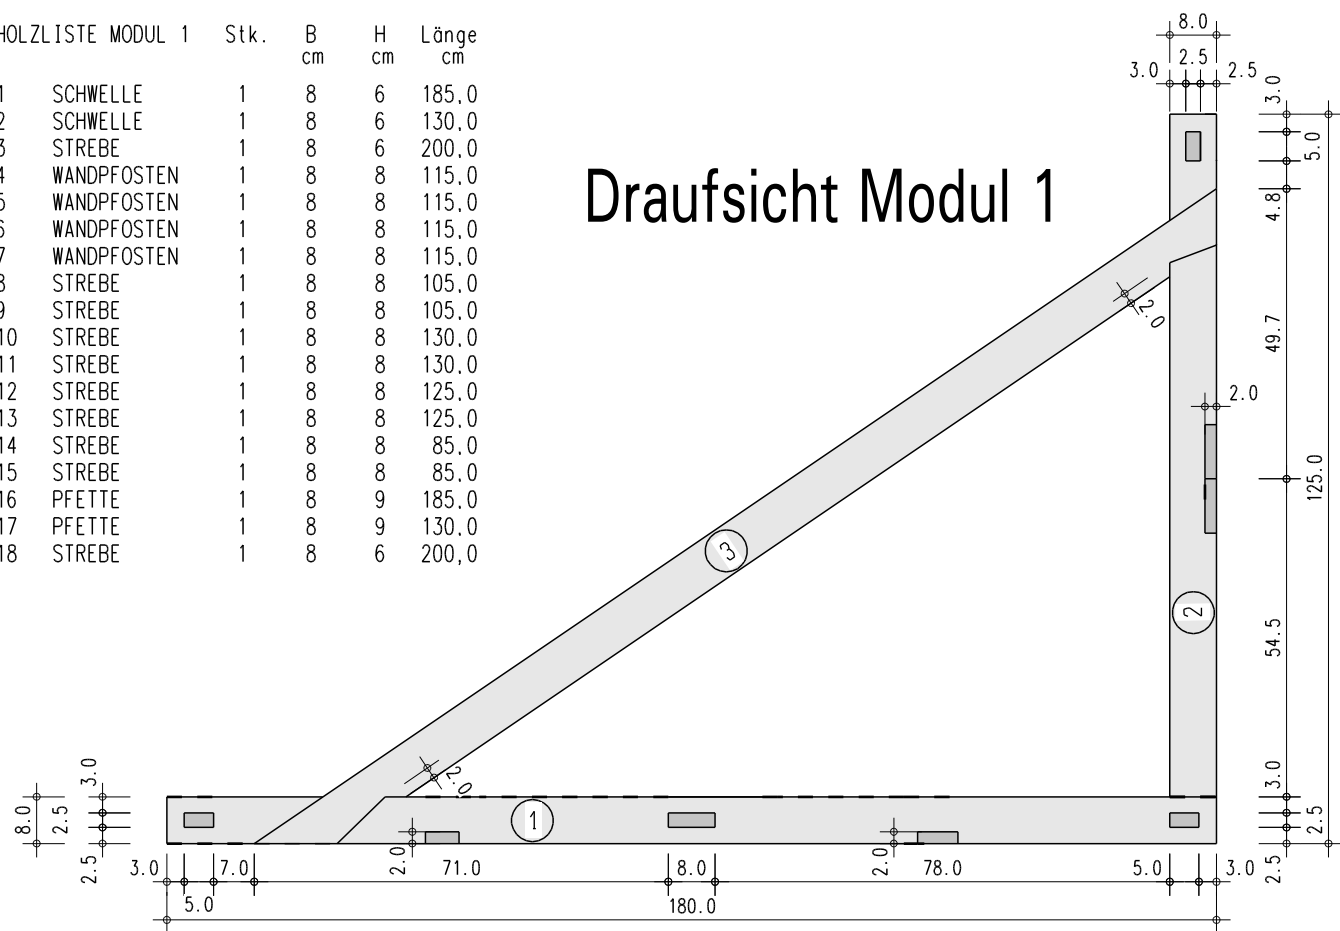 HOLZLISTE MODUL 1 Stk. B H Länge
cm cm cm
1 SCHWELLE 1 8 6 185,0
2 SCHWELLE 1 8 6 130,0
3 STREBE 1 8 6 200,0
4 WANDPFOSTEN 1 8 8 115,0
5 WANDPFOSTEN 1 8 8 115,0
6 WANDPFOSTEN 1 8 8 115,0
7 WANDPFOSTEN 1 8 8 115,0
8 STREBE 1 8 8 105,0
9 STREBE 1 8 8 105,0
10 STREBE 1 8 8 130,0
11 STREBE 1 8 8 130,0
12 STREBE 1 8 8 125,0
13 STREBE 1 8 8 125,0
14 STREBE 1 8 8 85,0
15 STREBE 1 8 8 85,0
16 PFETTE 1 8 9 185,0
17 PFETTE 1 8 9 130,0
18 STREBE 1 8 6 200,0
Draufsicht Modul 1
8.0
2.5
3.0 2.5
3.0
5.0
4.8
2.0
49.7
2.0
125.0
3
2
54.5
2.0
3.0
3.0
8.0
2.5
1
2.5
2.5
2.0
2.0
2.5
3.0 7.0 71.0 8.0 78.0 5.0 3.0
5.0
180.0